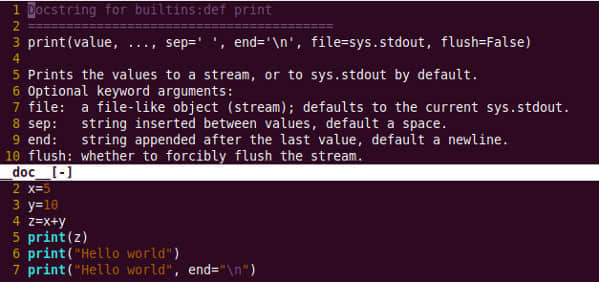 1 Docstring for builtins:def print
2 ========================================
3 print(value, ..., sep=' ', end='\n', file=sys.stdout, flush=False)
4
5 Prints the values to a stream, or to sys.stdout by default.
6 Optional keyword arguments:
7 file:  a file-like object (stream); defaults to the current sys.stdout.
8 sep:   string inserted between values, default a space.
9 end:   string appended after the last value, default a newline.
10 flush: whether to forcibly flush the stream.
__doc__[-]
2 x=5
3 y=10
4 z=x+y
5 print(z)
6 print("Hello world")
7 print("Hello world", end="\n")